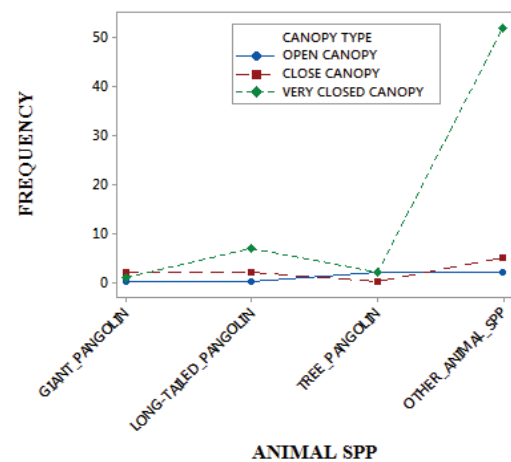 CANOPY TYPE
OPEN CANOPY
CLOSE CANOPY
VERY CLOSED CANOPY
FREQUENCY
50
40
30
20
10
0
GIANT_PANGOLIN
LONG-TAILED_PANGOLIN
TREE_PANGOLIN
OTHER_ANIMAL_SPP
ANIMAL SPP